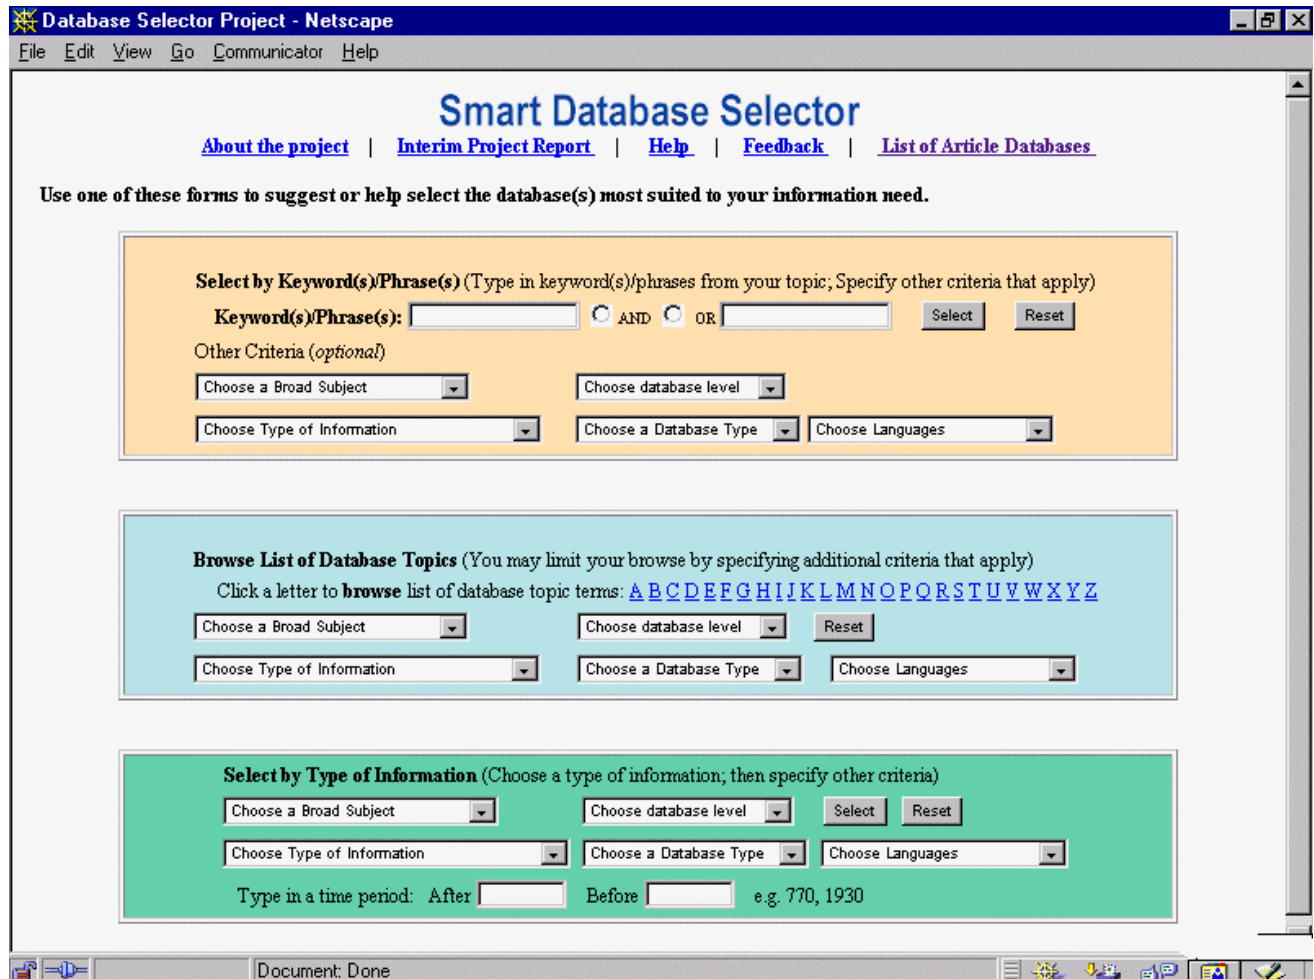 Database Selector Project - Netscape
File Edit View Go Communicator Help
Smart Database Selector
About the project | Interim Project Report | Help | Feedback | List of Article Databases
Use one of these forms to suggest or help select the database(s) most suited to your information need.
Select by Keyword(s)/Phrase(s) (Type in keyword(s)/phrases from your topic; Specify other criteria that apply)
Keyword(s)/Phrase(s): AND OR Select Reset
Other Criteria (optional)
Choose a Broad Subject Choose database level
Choose Type of Information Choose a Database Type Choose Languages
Browse List of Database Topics (You may limit your browse by specifying additional criteria that apply)
Click a letter to browse list of database topic terms: A B C D E F G H I J K L M N O P Q R S T U V W X Y Z
Choose a Broad Subject Choose database level Reset
Choose Type of Information Choose a Database Type Choose Languages
Select by Type of Information (Choose a type of information; then specify other criteria)
Choose a Broad Subject Choose database level Select Reset
Choose Type of Information Choose a Database Type Choose Languages
Type in a time period: After Before e.g. 770, 1930
Document: Done